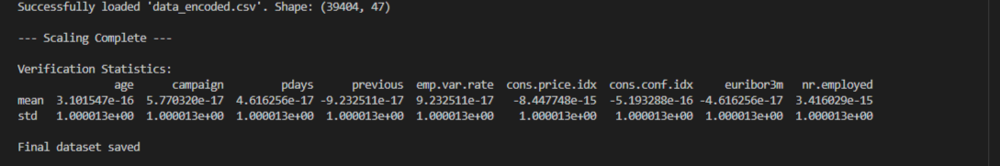 Successfully loaded 'data_encoded.csv'. Shape: (39404, 47)
--- Scaling Complete ---
Verification Statistics:
age campaign pdays previous emp.var.rate cons.price.idx cons.conf.idx euribor3m nr.employed
mean 3.101547e-16 5.770320e-17 4.616256e-17 -9.232511e-17 9.232511e-17 -8.447748e-15 -5.193288e-16 -4.616256e-17 3.416029e-15
std 1.000013e+00 1.000013e+00 1.000013e+00 1.000013e+00 1.000013e+00 1.000013e+00 1.000013e+00 1.000013e+00 1.000013e+00
Final dataset saved